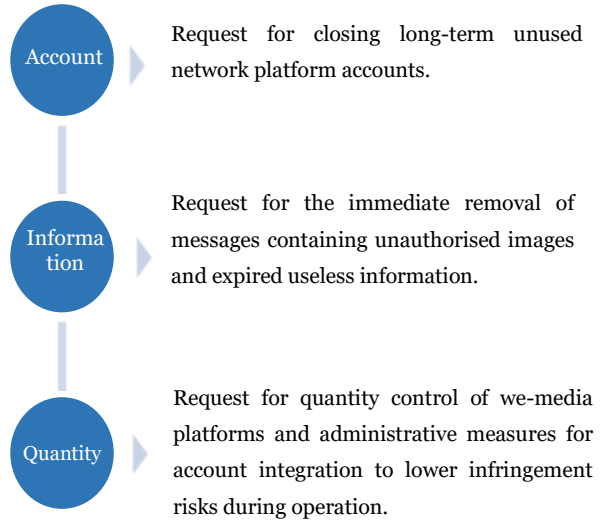 Account
Request for closing long-term unused
network platform accounts.
Informa
tion
Request for the immediate removal of
messages containing unauthorised images
and expired useless information.
Quantity
Request for quantity control of we-media
platforms and administrative measures for
account integration to lower infringement
risks during operation.